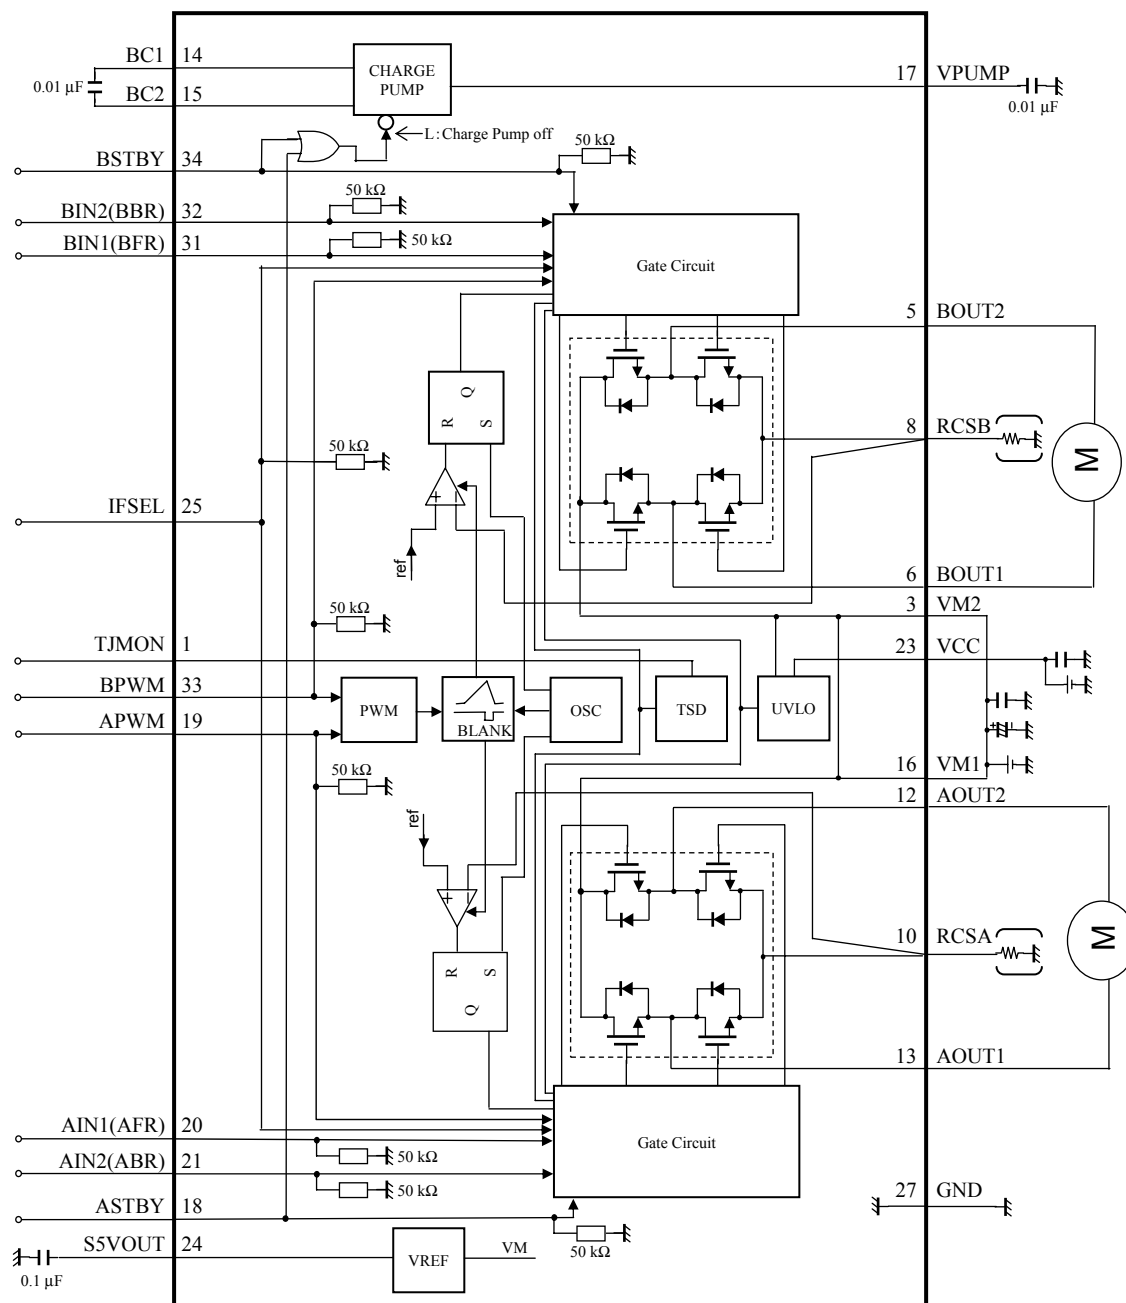 BC1 14
0.01 µF
BC2 15
CHARGE
PUMP
17 VPUMP
0.01 µF
L: Charge Pump off
BSTBY 34
50 kΩ
BIN2(BBR) 32
50 kΩ
BIN1(BFR) 31
50 kΩ
Gate Circuit
5 BOUT2
Q
R S
8 RCSB
M
50 kΩ
+ −
IFSEL 25
ref
6 BOUT1
3 VM2
50 kΩ
TJMON 1
23 VCC
BPWM 33
PWM
BLANK
OSC
TSD
UVLO
APWM 19
+
16 VM1
50 kΩ
12 AOUT2
ref
+ −
10 RCSA
M
R S
Q
13 AOUT1
AIN1(AFR) 20
50 kΩ
Gate Circuit
AIN2(ABR) 21
50 kΩ
27 GND
ASTBY 18
50 kΩ
S5VOUT 24
0.1 µF
VREF
VM